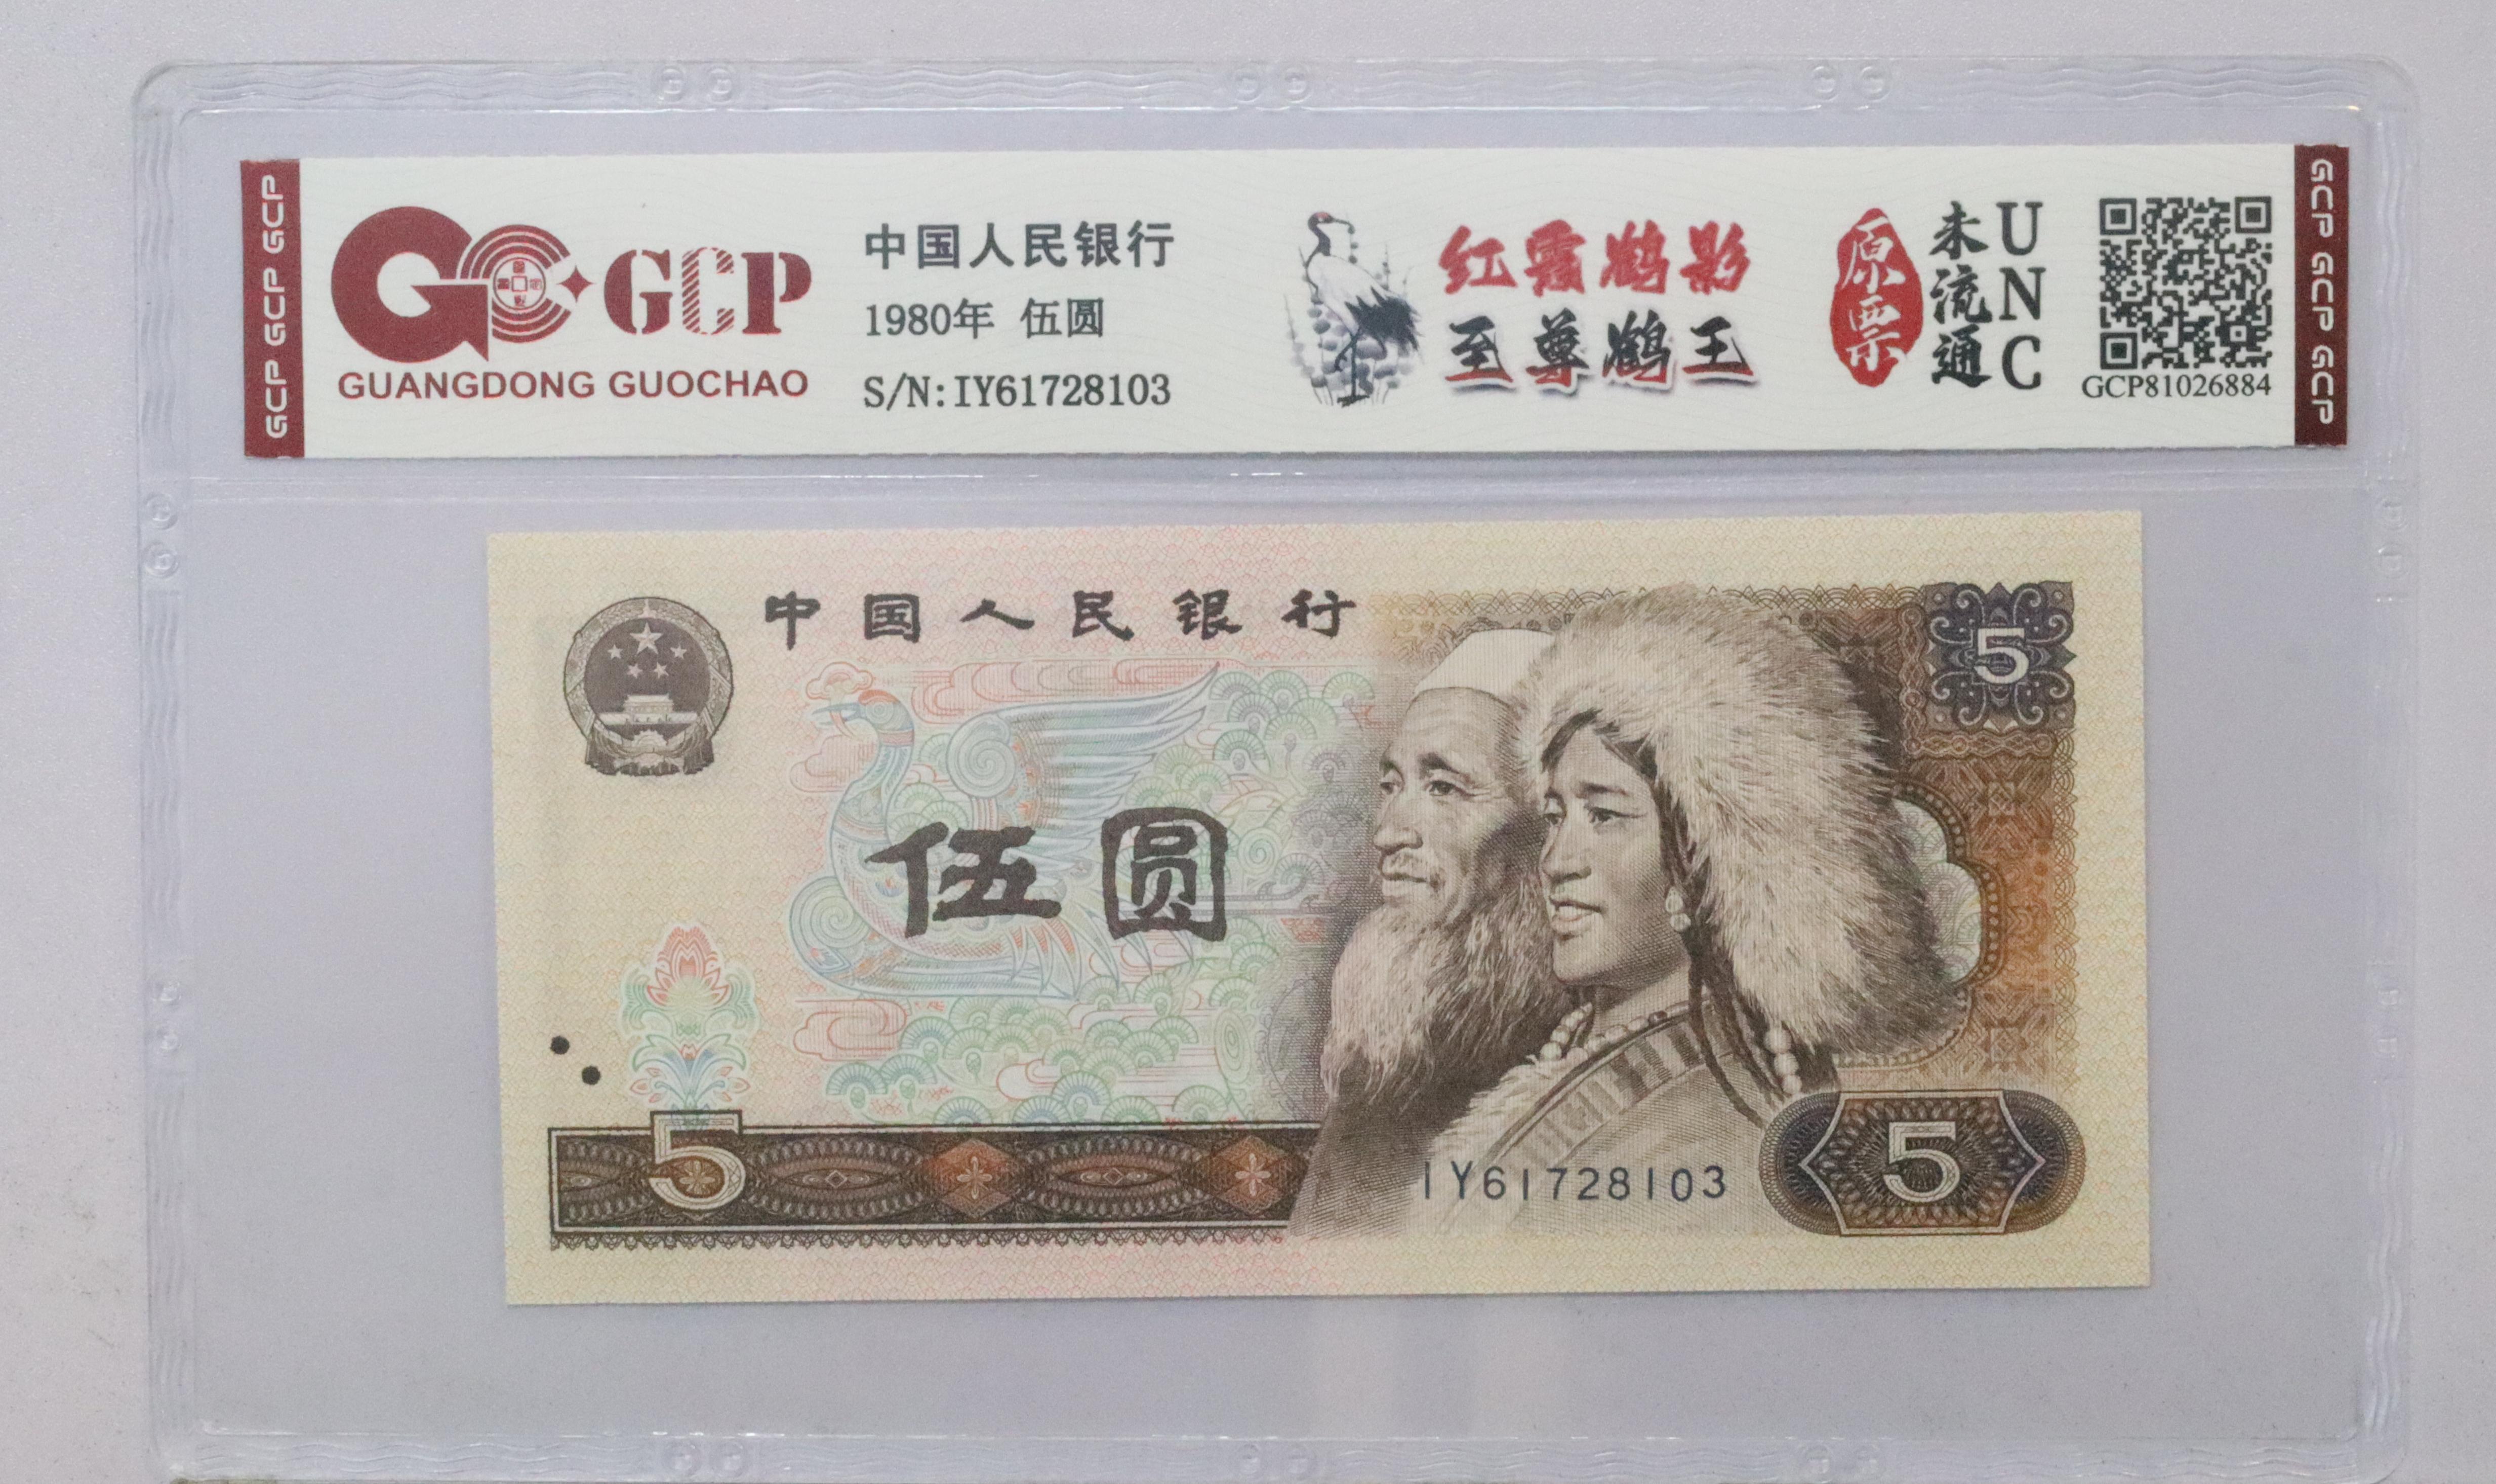 GCP GCP GCP
GCP
GUANGDONG GUOCHAO
中国人民银行
1980年 伍圆
S/N:IY61728103
红霞鹤影
至尊鹤王
原票
未流通
UNC
GCP81026884
GCP GCP GCP
中国人民银行
5
伍圆
5
IY61728103
5